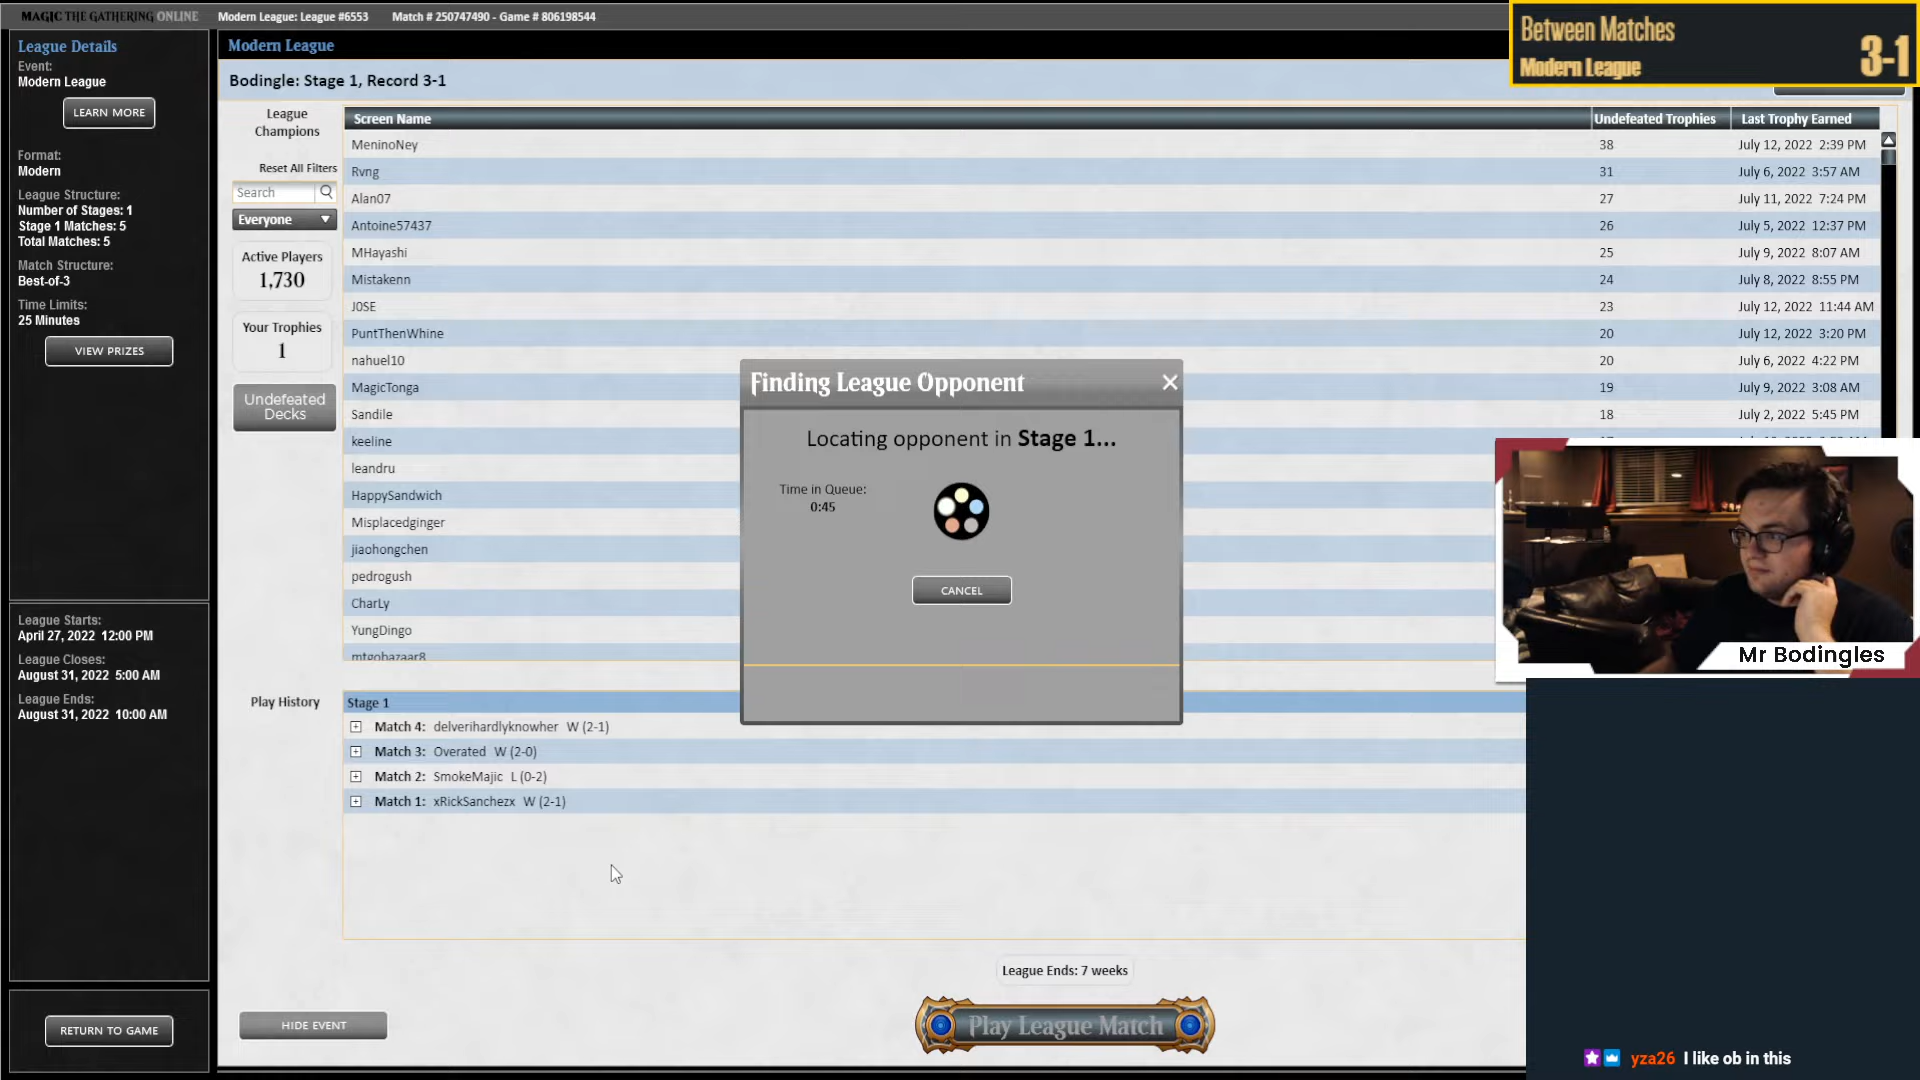 MAGIC THE GATHERING ONLINE Modern League: League #6553 Match # 250747490 - Game # 806198544
Between Matches
Modern League
3-1
League Details
Event:
Modern League
LEARN MORE
Format:
Modern
League Structure:
Number of Stages: 1
Stage 1 Matches: 5
Total Matches: 5
Match Structure:
Best-of-3
Time Limits:
25 Minutes
VIEW PRIZES
League Starts:
April 27, 2022 12:00 PM
League Closes:
August 31, 2022 5:00 AM
League Ends:
August 31, 2022 10:00 AM
RETURN TO GAME
Modern League
Bodingle: Stage 1, Record 3-1
League
Champions
Reset All Filters
Search
Everyone
Active Players
1,730
Your Trophies
1
Undefeated
Decks
Screen Name Undefeated Trophies Last Trophy Earned
MeninoNey 38 July 12, 2022 2:39 PM
Rvng 31 July 6, 2022 3:57 AM
Alan07 27 July 11, 2022 7:24 PM
Antoine57437 26 July 5, 2022 12:37 PM
MHayashi 25 July 9, 2022 8:07 AM
Mistakenn 24 July 8, 2022 8:55 PM
J0SE 23 July 12, 2022 11:44 AM
PuntThenWhine 20 July 12, 2022 3:20 PM
nahuel10 20 July 6, 2022 4:22 PM
MagicTonga 19 July 9, 2022 3:08 AM
Sandile 18 July 2, 2022 5:45 PM
keeline
leandru
HappySandwich
Misplacedginger
jiaohongchen
pedrogush
CharLy
YungDingo
mtgobazaar8
Finding League Opponent
Locating opponent in Stage 1...
Time in Queue:
0:45
CANCEL
Mr Bodingles
Play History
Stage 1
Match 4: delverihardlyknowher W (2-1)
Match 3: Overated W (2-0)
Match 2: SmokeMajic L (0-2)
Match 1: xRickSanchezx W (2-1)
League Ends: 7 weeks
HIDE EVENT
Play League Match
yza26 I like ob in this